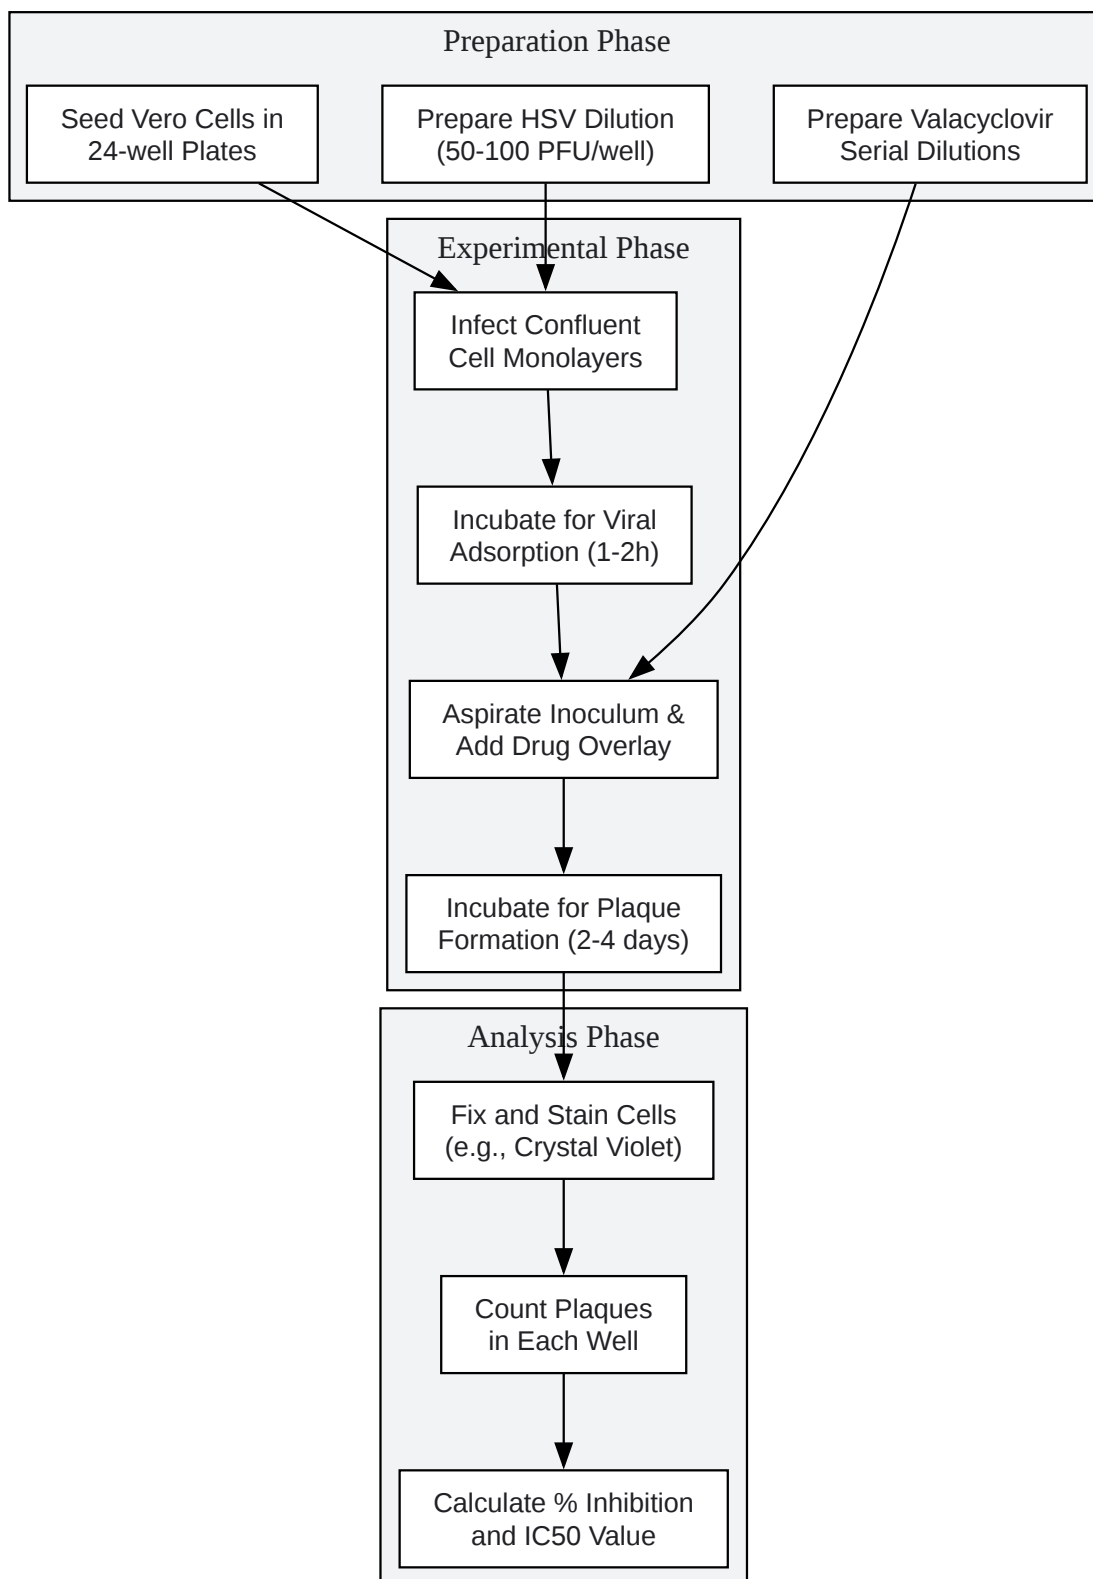 Preparation Phase
Seed Vero Cells in
24-well Plates
Prepare HSV Dilution
(50-100 PFU/well)
Prepare Valacyclovir
Serial Dilutions
Experimental Phase
Infect Confluent
Cell Monolayers
Incubate for Viral
Adsorption (1-2h)
Aspirate Inoculum &
Add Drug Overlay
Incubate for Plaque
Formation (2-4 days)
Analysis Phase
Fix and Stain Cells
(e.g., Crystal Violet)
Count Plaques
in Each Well
Calculate % Inhibition
and IC50 Value